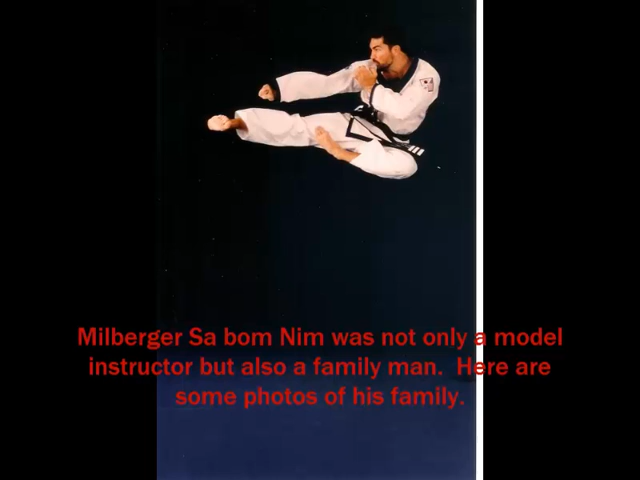 Milberger Sa bom Nim was not only a model
instructor but also a family man.  Here are
some photos of his family.